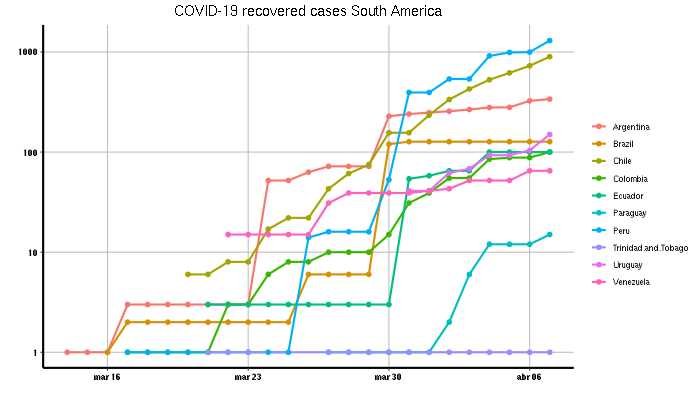 COVID-19 recovered cases South America
1000
100
10
1
mar 16
mar 23
mar 30
abr 06
Argentina
Brazil
Chile
Colombia
Ecuador
Paraguay
Peru
Trinidad.and.Tobago
Uruguay
Venezuela